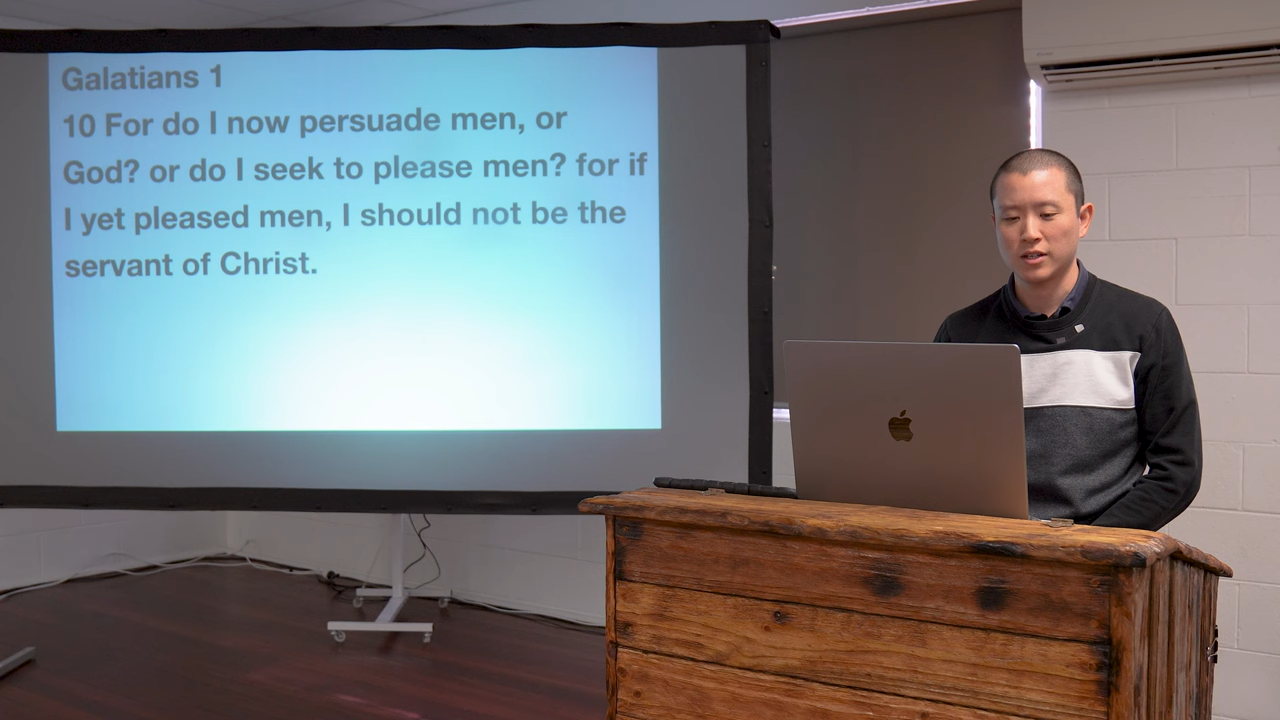 Galatians 1
10 For do I now persuade men, or
God? or do I seek to please men? for if
I yet pleased men, I should not be the
servant of Christ.